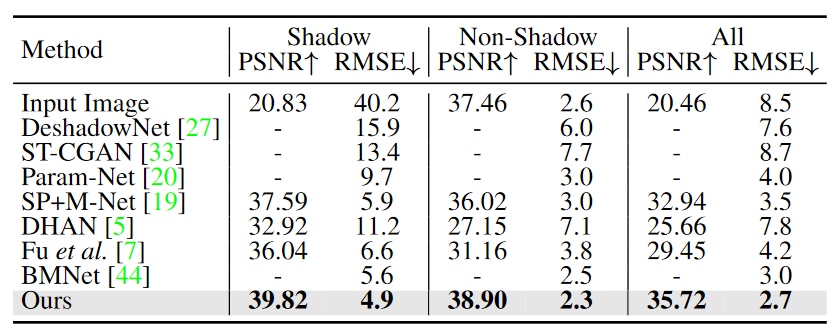 Method Shadow Non-Shadow All
PSNR↑ RMSE↓ PSNR↑ RMSE↓ PSNR↑ RMSE↓
Input Image 20.83 40.2 37.46 2.6 20.46 8.5
DeshadowNet [27] - 15.9 - 6.0 - 7.6
ST-CGAN [33] - 13.4 - 7.7 - 8.7
Param-Net [20] - 9.7 - 3.0 - 4.0
SP+M-Net [19] 37.59 5.9 36.02 3.0 32.94 3.5
DHAN [5] 32.92 11.2 27.15 7.1 25.66 7.8
Fu et al. [7] 36.04 6.6 31.16 3.8 29.45 4.2
BMNet [44] - 5.6 - 2.5 - 3.0
Ours 39.82 4.9 38.90 2.3 35.72 2.7